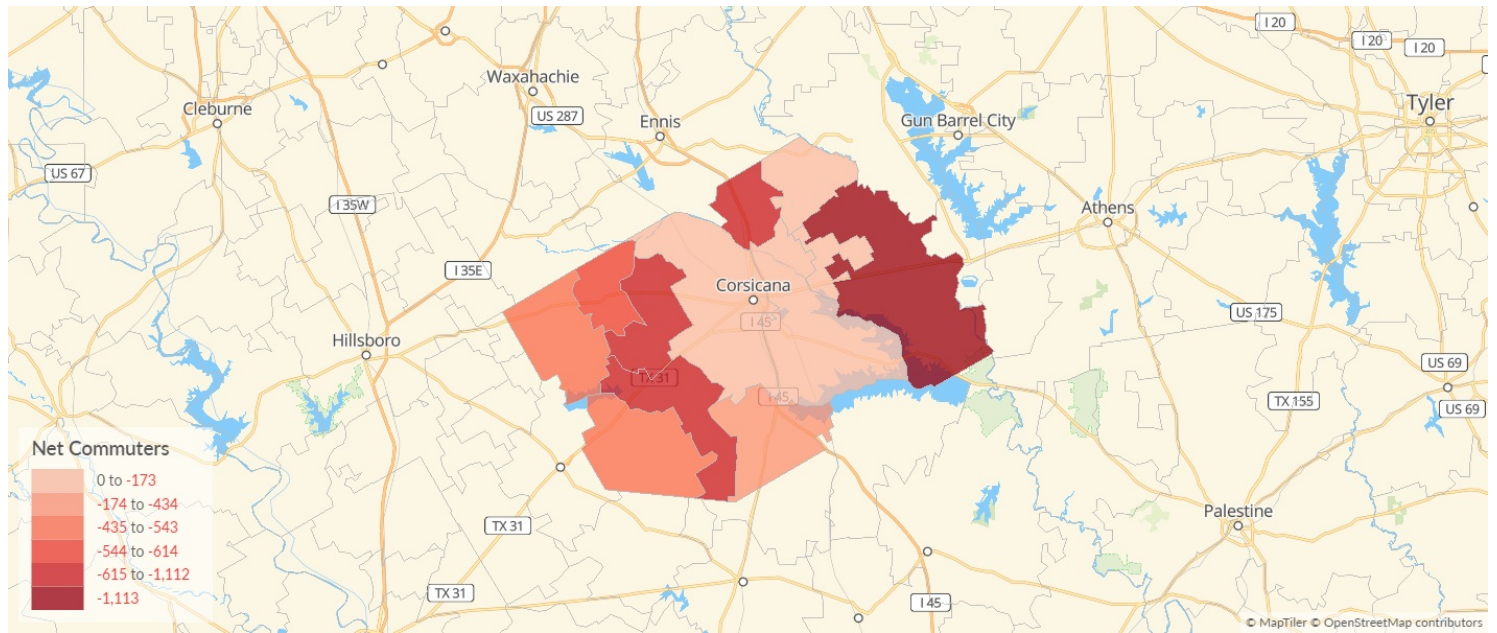 I 20
I 20
I 20
I 20
Waxahachie
Cleburne
Tyler
US 287
Ennis
Gun Barrel City
US 67
I 35W
Athens
I 35E
Corsicana
US 175
I 45
Hillsboro
US 69
TX 31
I 45
TX 155
US 69
Net Commuters
0 to -173
-174 to -434
-435 to -543
-544 to -614
-615 to -1,112
-1,113
Palestine
TX 31
TX 31
I 45
© MapTiler © OpenStreetMap contributors